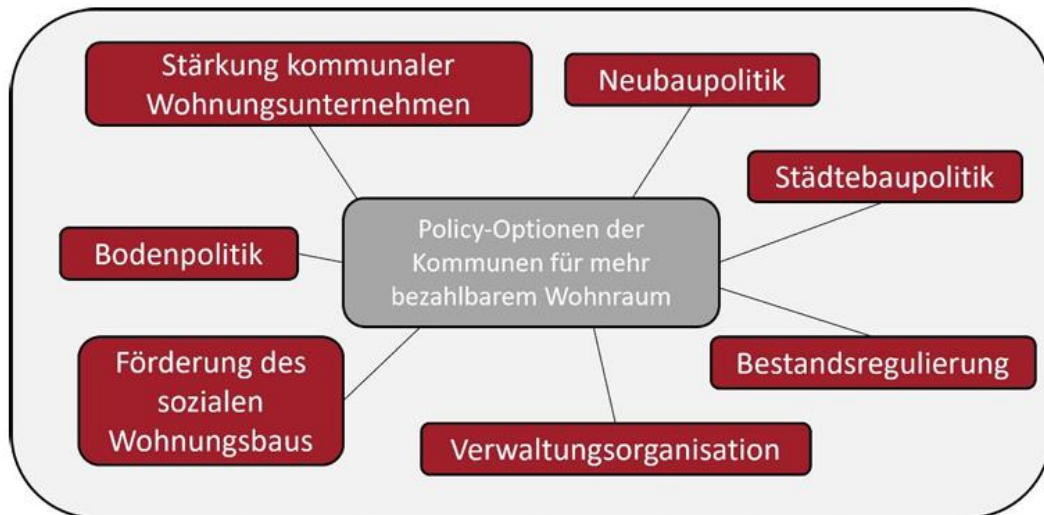 Stärkung kommunaler
Wohnungsunternehmen
Neubaupolitik
Städtebaupolitik
Policy-Optionen der
Kommunen für mehr
bezahlbarem Wohnraum
Bodenpolitik
Förderung des
sozialen
Wohnungsbaus
Bestandsregulierung
Verwaltungsorganisation